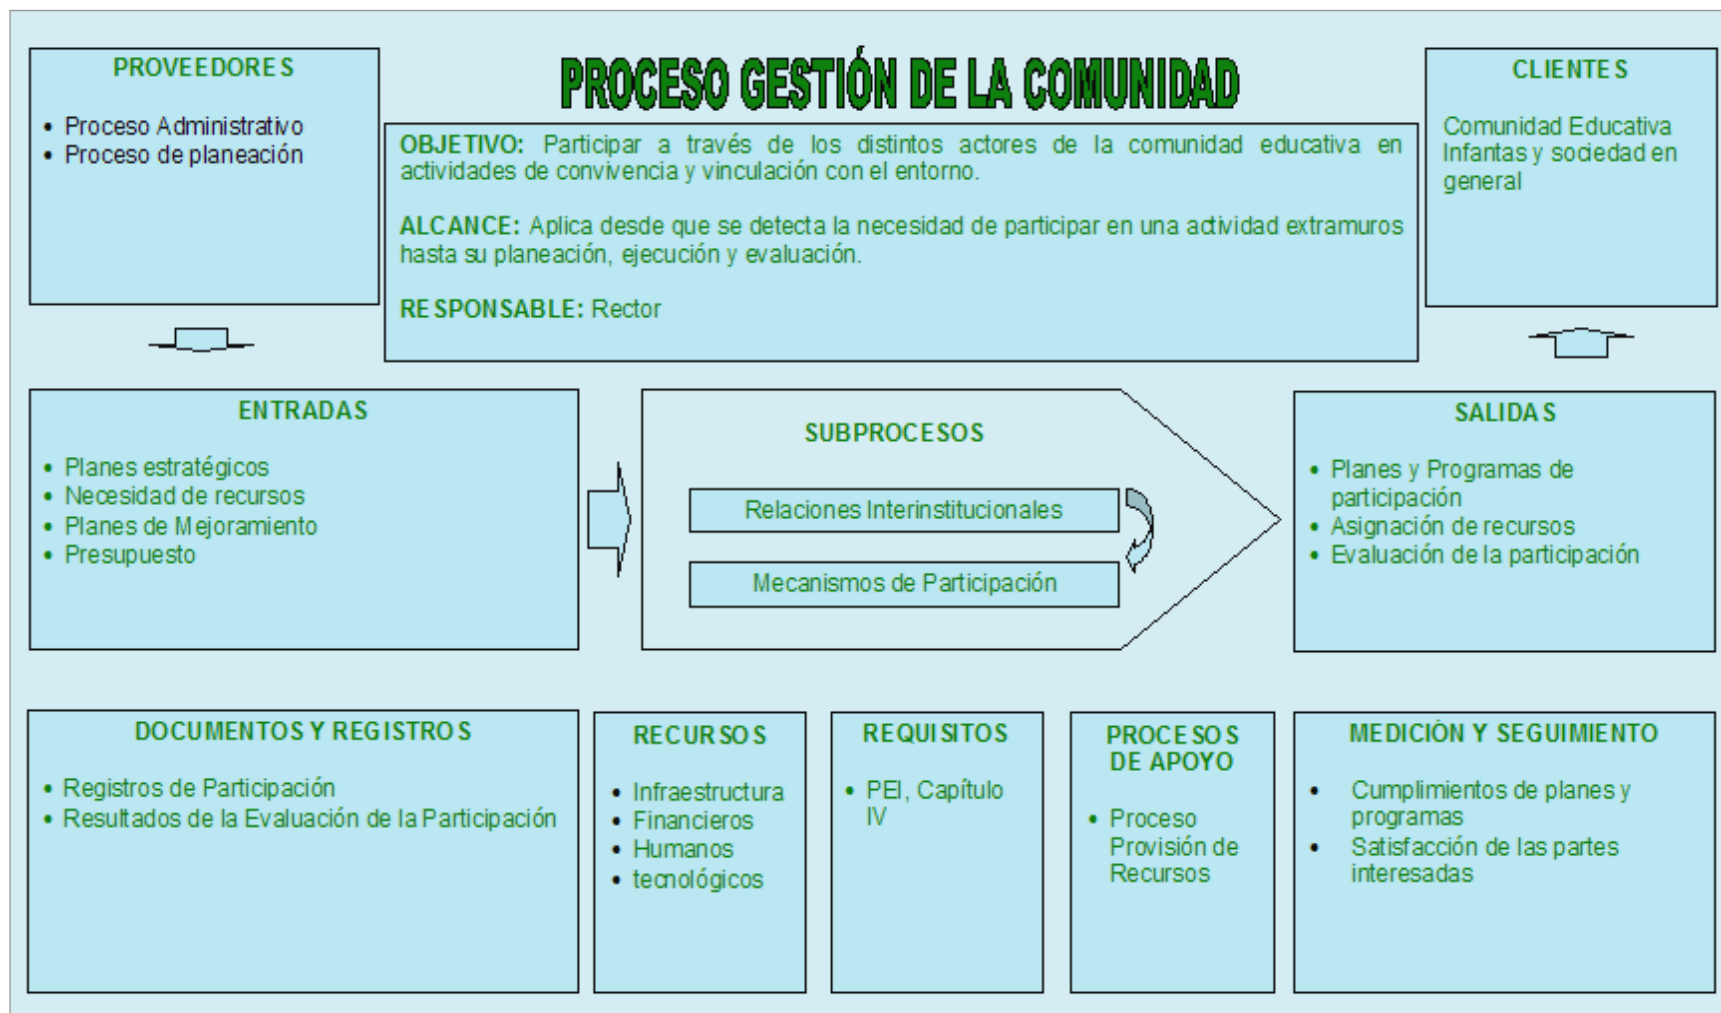 PROVEEDORES
• Proceso Administrativo
• Proceso de planeación
PROCESO GESTIÓN DE LA COMUNIDAD
OBJETIVO: Participar a través de los distintos actores de la comunidad educativa en
actividades de convivencia y vinculación con el entorno.
ALCANCE: Aplica desde que se detecta la necesidad de participar en una actividad extramuros
hasta su planeación, ejecución y evaluación.
RESPONSABLE: Rector
CLIENTES
Comunidad Educativa
Infantas y sociedad en
general
ENTRADAS
• Planes estratégicos
• Necesidad de recursos
• Planes de Mejoramiento
• Presupuesto
SUBPROCESOS
Relaciones Interinstitucionales
Mecanismos de Participación
SALIDAS
• Planes y Programas de
participación
• Asignación de recursos
• Evaluación de la participación
DOCUMENTOS Y REGISTROS
• Registros de Participación
• Resultados de la Evaluación de la Participación
RECURSOS
• Infraestructura
• Financieros
• Humanos
• tecnológicos
REQUISITOS
• PEI, Capítulo
IV
PROCESOS
DE APOYO
• Proceso
Provisión de
Recursos
MEDICIÓN Y SEGUIMIENTO
• Cumplimientos de planes y
programas
• Satisfacción de las partes
interesadas